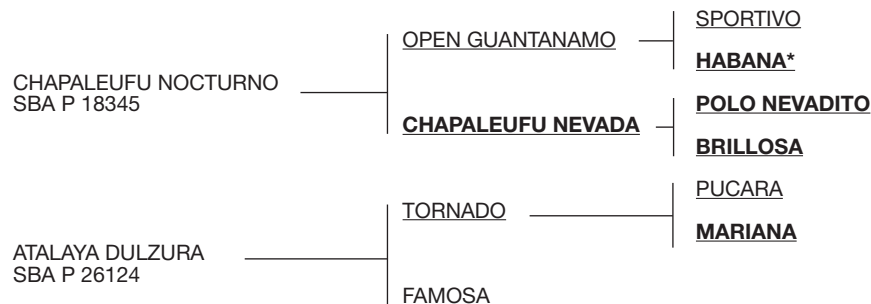 CHAPALEUFU NOCTURNO
SBA P 18345
OPEN GUANTANAMO
SPORTIVO
HABANA*
CHAPALEUFU NEVADA
POLO NEVADITO
BRILLOSA
ATALAYA DULZURA
SBA P 26124
TORNADO
PUCARA
MARIANA
FAMOSA